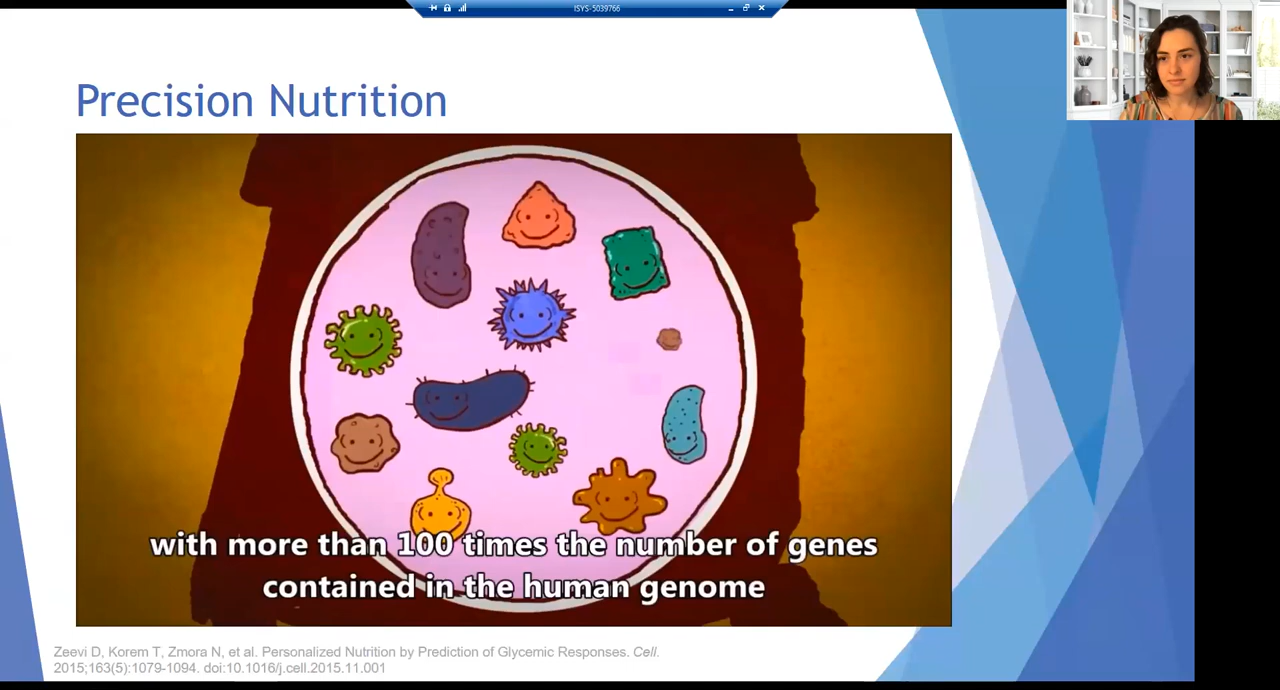 ISYS-5039766
Precision Nutrition
with more than 100 times the number of genes
contained in the human genome
Zeevi D, Korem T, Zmora N, et al. Personalized Nutrition by Prediction of Glycemic Responses. Cell.
2015;163(5):1079-1094. doi:10.1016/j.cell.2015.11.001